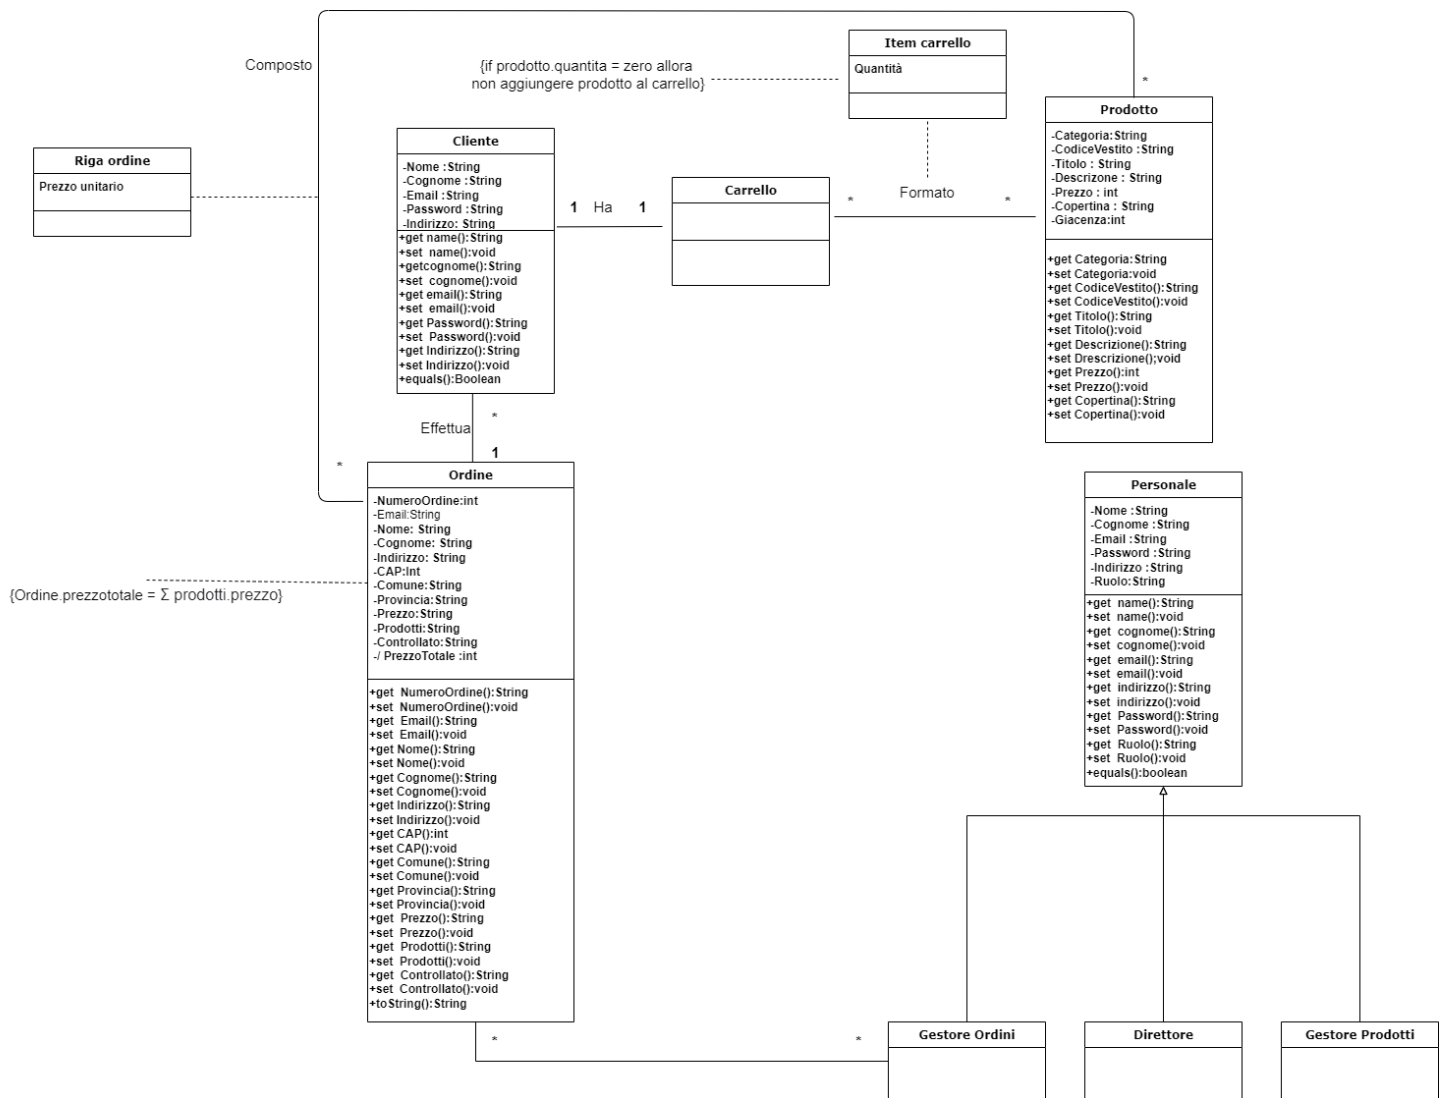 Composto
*
Item carrello
Quantità
{if prodotto.quantita = zero allora
non aggiungere prodotto al carrello}
Riga ordine
Prezzo unitario
Cliente
-Nome :String
-Cognome :String
-Email :String
-Password :String
-Indirizzo: String
+get name():String
+set  name():void
+getcognome():String
+set  cognome():void
+get email():String
+set  email():void
+get Password():String
+set  Password():void
+get Indirizzo():String
+set Indirizzo():void
+equals():Boolean
1 Ha 1
Carrello
* Formato *
Prodotto
-Categoria:String
-CodiceVestito :String
-Titolo : String
-Descrizone : String
-Prezzo : int
-Copertina : String
-Giacenza:int
+get Categoria:String
+set Categoria:void
+get CodiceVestito():String
+set CodiceVestito():void
+get Titolo():String
+set Titolo():void
+get Descrizione():String
+set Drescrizione();void
+get Prezzo():int
+set Prezzo():void
+get Copertina():String
+set Copertina():void
*
Effettua
1
*
Ordine
-NumeroOrdine:int
-Email:String
-Nome: String
-Cognome: String
-Indirizzo: String
-CAP:Int
-Comune:String
-Provincia:String
-Prezzo:String
-Prodotti:String
-Controllato:String
-/ PrezzoTotale :int
+get  NumeroOrdine():String
+set  NumeroOrdine():void
+get  Email():String
+set  Email():void
+get Nome():String
+set Nome():void
+get Cognome():String
+set Cognome():void
+get Indirizzo():String
+set Indirizzo():void
+get CAP():int
+set CAP():void
+get Comune():String
+set Comune():void
+get Provincia():String
+set Provincia():void
+get  Prezzo():String
+set  Prezzo():void
+get  Prodotti():String
+set  Prodotti():void
+get  Controllato():String
+set  Controllato():void
+toString():String
{Ordine.prezzototale = Σ prodotti.prezzo}
Personale
-Nome :String
-Cognome :String
-Email :String
-Password :String
-Indirizzo :String
-Ruolo:String
+get  name():String
+set  name():void
+get  cognome():String
+set  cognome():void
+get  email():String
+set  email():void
+get  indirizzo():String
+set  indirizzo():void
+get  Password():String
+set  Password():void
+get  Ruolo():String
+set  Ruolo():void
+equals():boolean
* *
Gestore Ordini
Direttore
Gestore Prodotti